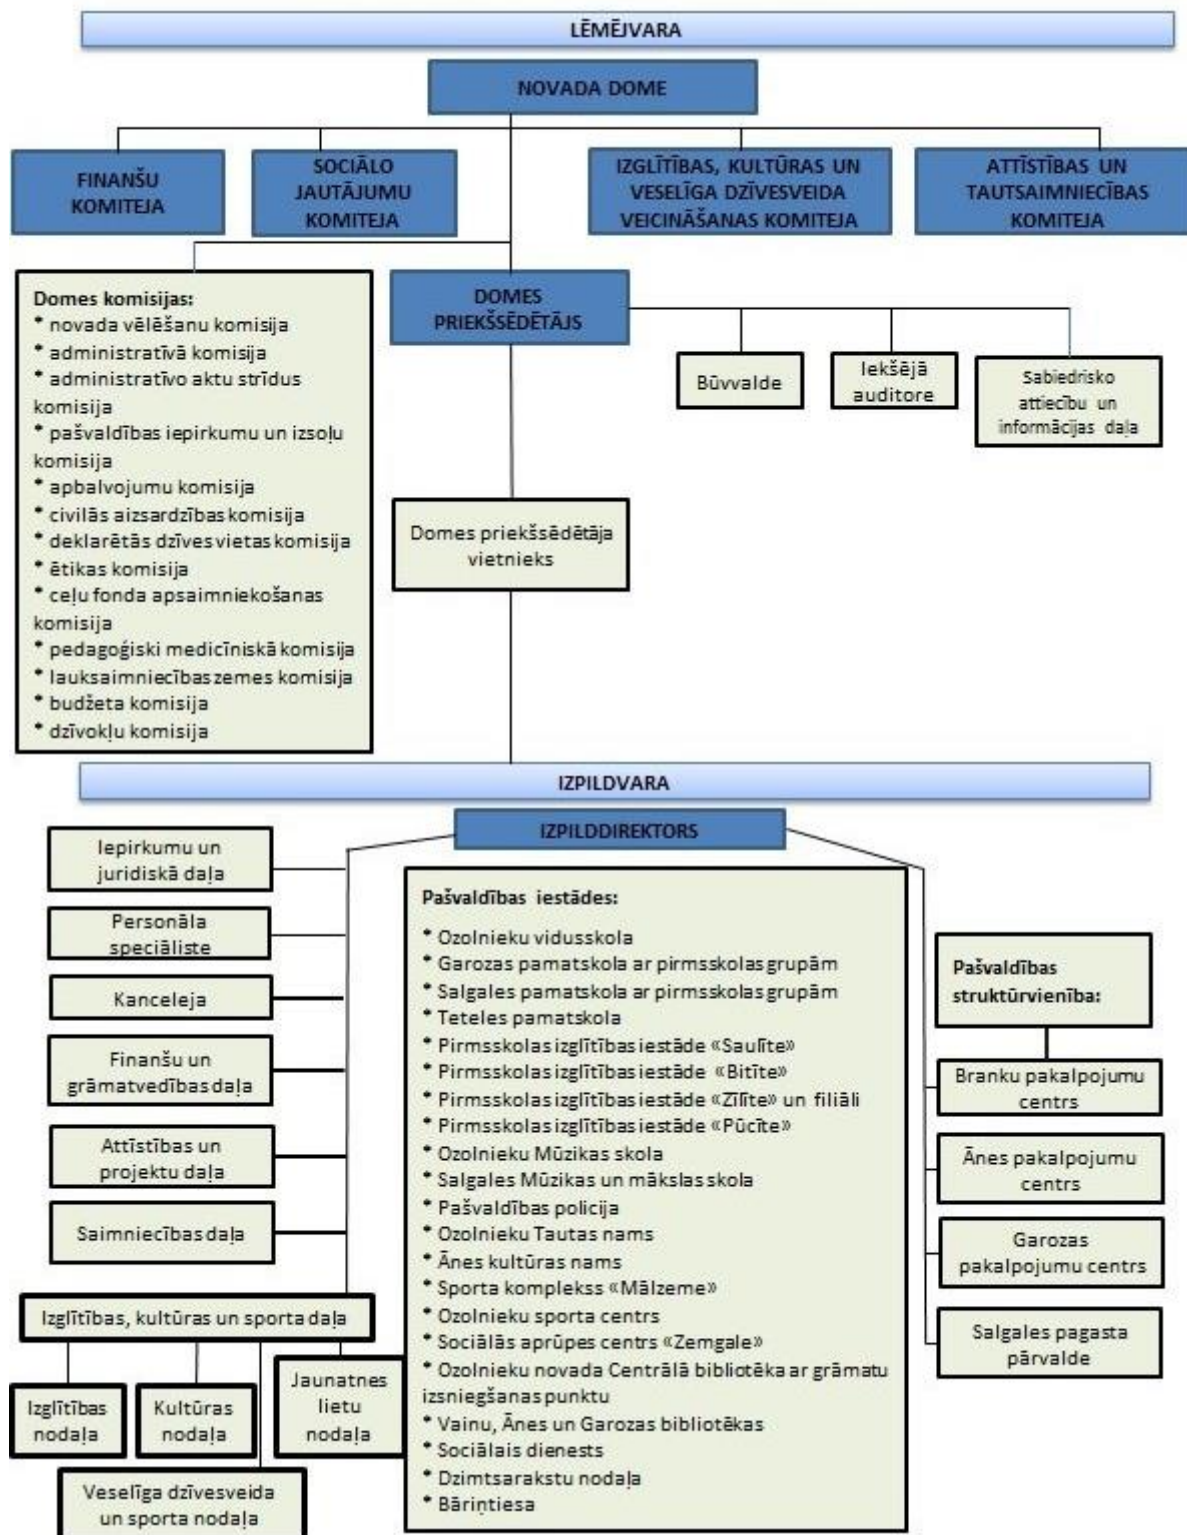 LĒMĒJVARA
NOVADA DOME
FINANŠU
KOMITEJA
SOCIĀLO
JAUTĀJUMU
KOMITEJA
IZGLĪTĪBAS, KULTŪRAS UN
VESELĪGA DZĪVESVEIDA
VEICINĀŠANAS KOMITEJA
ATTĪSTĪBAS UN
TAUTSAIMNIECĪBAS
KOMITEJA
Domes komisijas:
* novada vēlēšanu komisija
* administratīvā komisija
* administratīvo aktu strīdus
komisija
* pašvaldības iepirkumu un izsoļu
komisija
* apbalvojumu komisija
* civilās aizsardzības komisija
* deklarētās dzīves vietas komisija
* ētikas komisija
* ceļu fonda apsaimniekošanas
komisija
* pedagoģiski medicīniskā komisija
* lauksaimniecības zemes komisija
* budžeta komisija
* dzīvokļu komisija
DOMES
PRIEKŠSĒDĒTĀJS
Būvvalde
Iekšējā
auditore
Sabiedrisko
attiecību un
informācijas daļa
Domes priekšsēdētāja
vietnieks
IZPILDVARA
IZPILDDIREKTORS
Iepirkumu un
juridiskā daļa
Personāla
speciāliste
Kanceleja
Finanšu un
grāmatvedības daļa
Attīstības un
projektu daļa
Saimniecības daļa
Izglītības, kultūras un sporta daļa
Izglītības
nodaļa
Kultūras
nodaļa
Jaunatnes
lietu
nodaļa
Veselīga dzīvesveida
un sporta nodaļa
Pašvaldības iestādes:
* Ozolnieku vidusskola
* Garozas pamatskola ar pirmsskolas grupām
* Salgales pamatskola ar pirmsskolas grupām
* Teteles pamatskola
* Pirmsskolas izglītības iestāde «Saulīte»
* Pirmsskolas izglītības iestāde «Bitīte»
* Pirmsskolas izglītības iestāde «Zīlīte» un filiāli
* Pirmsskolas izglītības iestāde «Pūcīte»
* Ozolnieku Mūzikas skola
* Salgales Mūzikas un mākslas skola
* Pašvaldības policija
* Ozolnieku Tautas nams
* Ānes kultūras nams
* Sporta komplekss «Mālzeme»
* Ozolnieku sporta centrs
* Sociālās aprūpes centrs «Zemgale»
* Ozolnieku novada Centrālā bibliotēka ar grāmatu
izsniegšanas punktu
* Vainu, Ānes un Garozas bibliotēkas
* Sociālais dienests
* Dzimtsarakstu nodaļa
* Bāriņtiesa
Pašvaldības
struktūrvienība:
Branku pakalpojumu
centrs
Ānes pakalpojumu
centrs
Garozas
pakalpojumu centrs
Salgales pagasta
pārvalde